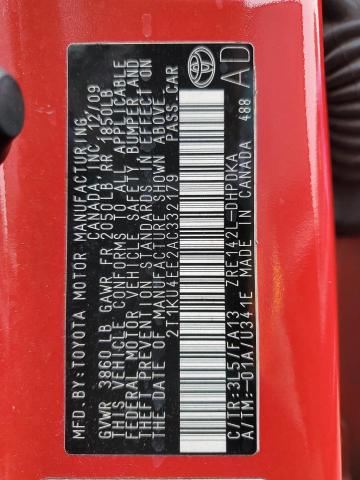 MFD.BY:TOYOTA MOTOR MANUFACTURING,
CANADA, INC. 12/09
GVWR 3860LB GAWR FR 2050LB RR 1850LB
THIS VEHICLE CONFORMS TO ALL APPLICABLE
FEDERAL MOTOR VEHICLE SAFETY, BUMPER, AND
THEFT PREVENTION STANDARDS IN EFFECT ON
THE DATE OF MANUFACTURE SHOWN ABOVE.
2T1KU4EE2AC332179 PASS.CAR
C/TR:3L5/FA13 ZRE142L-DHPDKA
A/TM:-01A/U341E MADE IN CANADA
488
AD